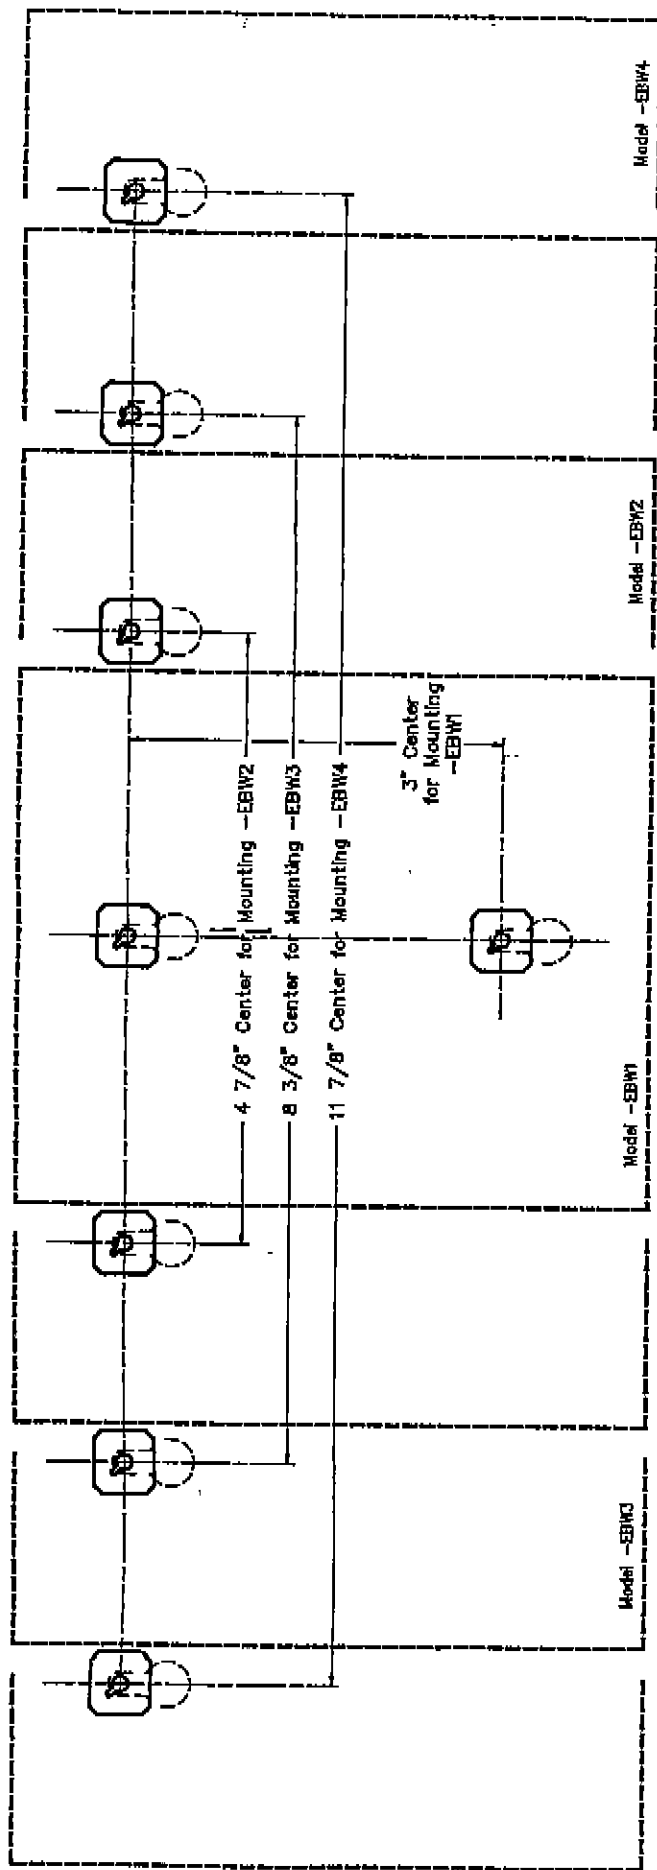 Model -EBW4
Model -EBW2
3" Center
for Mounting
-EBW1
4 7/8" Center for Mounting -EBW2
8 3/8" Center for Mounting -EBW3
11 7/8" Center for Mounting -EBW4
Model -EBW1
Model -EBW3